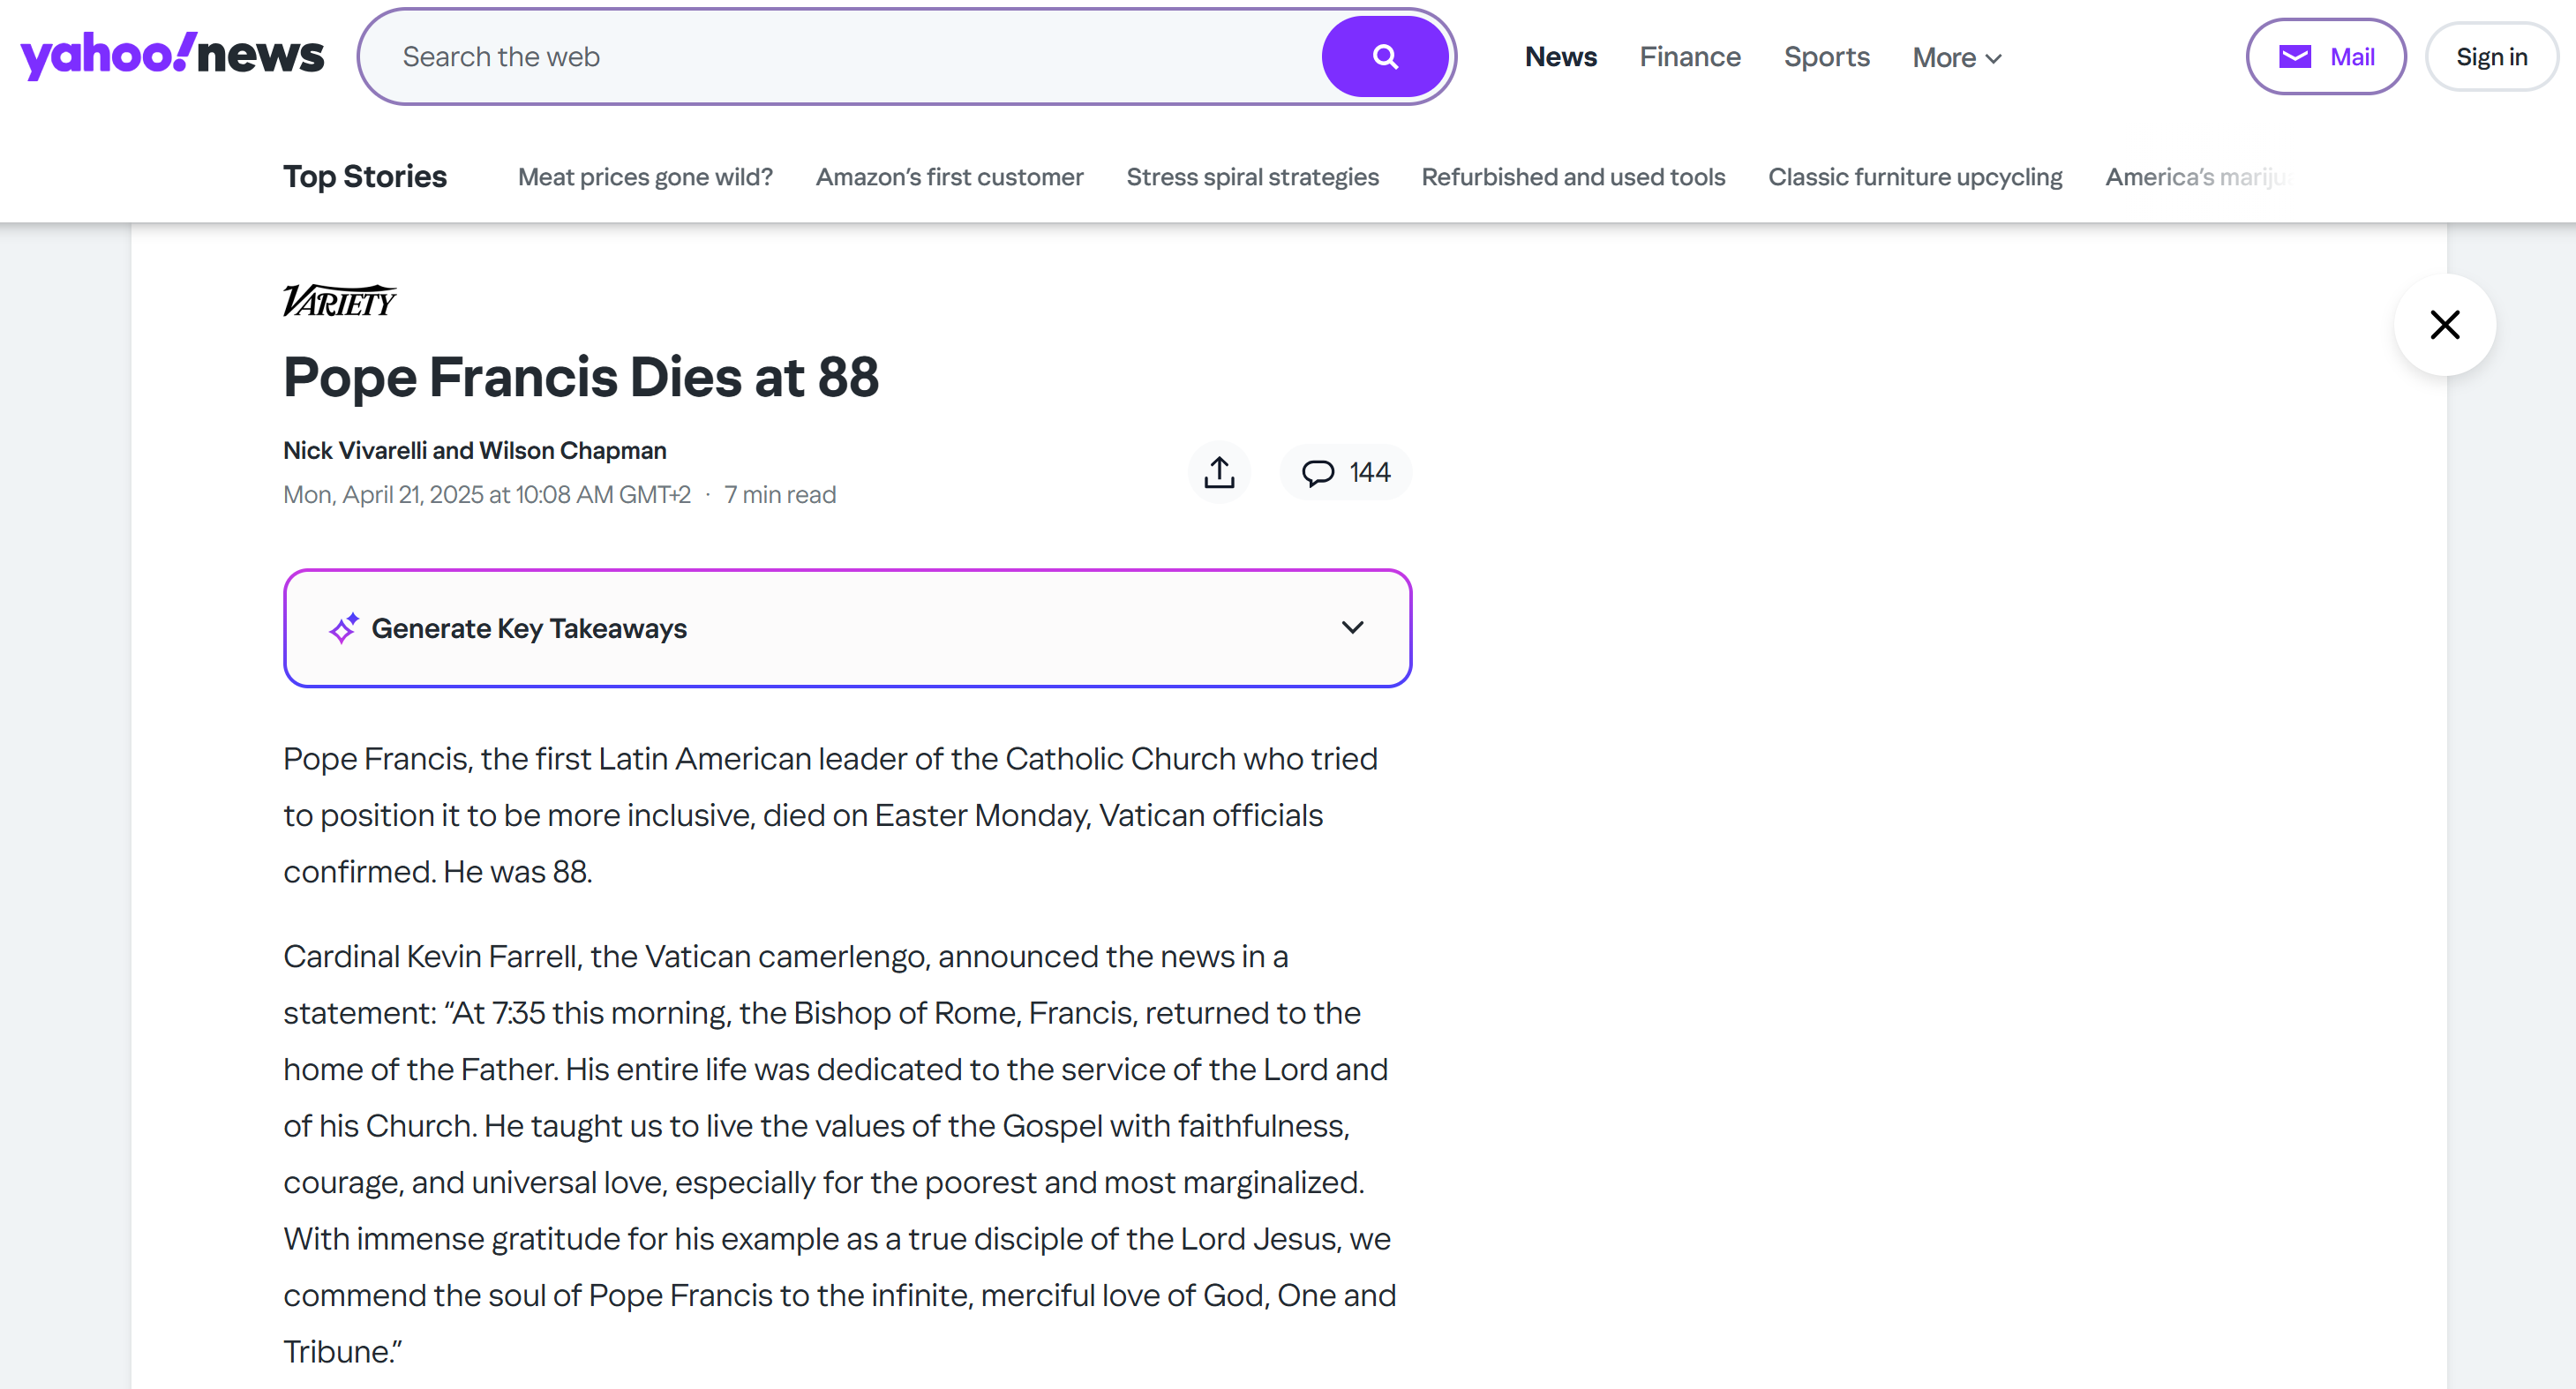 yahoo!news
Search the web
News
Finance
Sports
More
Mail
Sign in
Top Stories
Meat prices gone wild?
Amazon’s first customer
Stress spiral strategies
Refurbished and used tools
Classic furniture upcycling
America’s
VARIETY
Pope Francis Dies at 88
Nick Vivarelli and Wilson Chapman
Mon, April 21, 2025 at 10:08 AM GMT+2 · 7 min read
144
Generate Key Takeaways
Pope Francis, the first Latin American leader of the Catholic Church who tried
to position it to be more inclusive, died on Easter Monday, Vatican officials
confirmed. He was 88.
Cardinal Kevin Farrell, the Vatican camerlengo, announced the news in a
statement: “At 7:35 this morning, the Bishop of Rome, Francis, returned to the
home of the Father. His entire life was dedicated to the service of the Lord and
of his Church. He taught us to live the values of the Gospel with faithfulness,
courage, and universal love, especially for the poorest and most marginalized.
With immense gratitude for his example as a true disciple of the Lord Jesus, we
commend the soul of Pope Francis to the infinite, merciful love of God, One and
Tribune.”